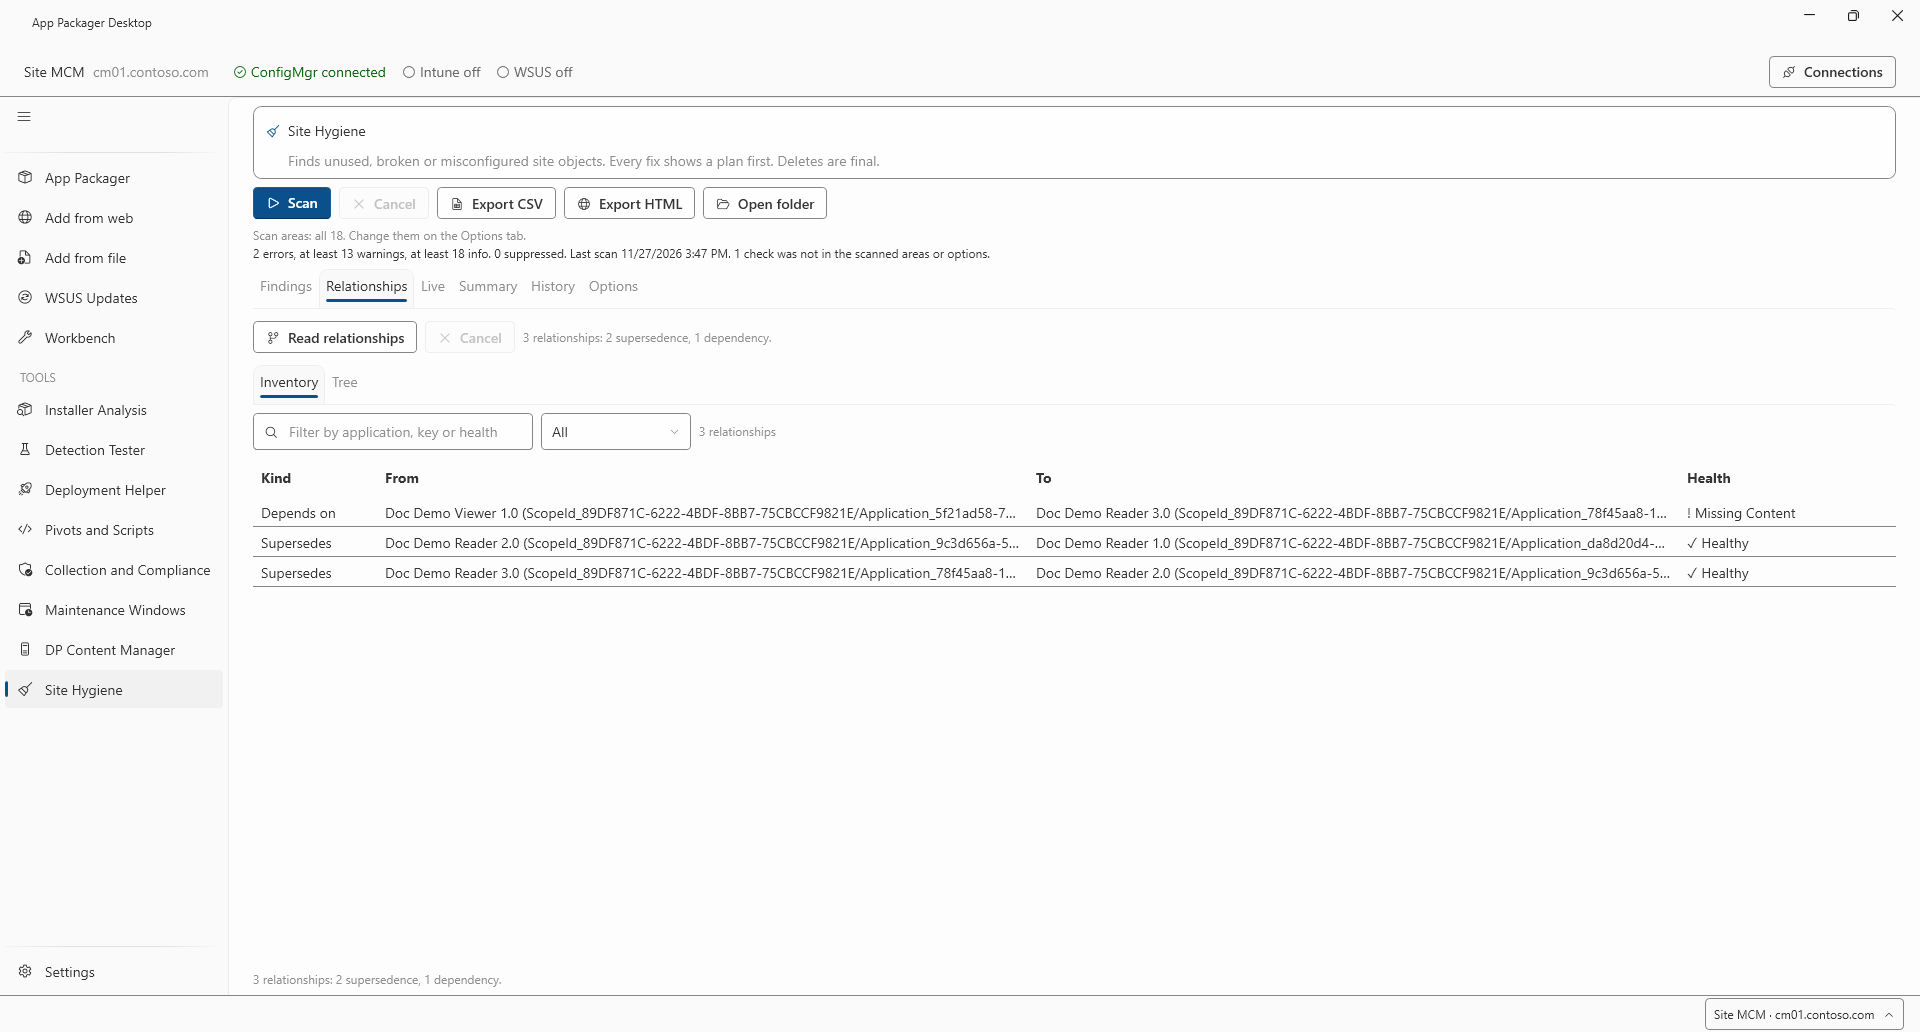 App Packager Desktop
Site MCM cm01.contoso.com ConfigMgr connected Intune off WSUS off Connections
Site Hygiene
Finds unused, broken or misconfigured site objects. Every fix shows a plan first. Deletes are final.
App Packager
Add from web
Add from file
WSUS Updates
Workbench
TOOLS
Installer Analysis
Detection Tester
Deployment Helper
Pivots and Scripts
Collection and Compliance
Maintenance Windows
DP Content Manager
Site Hygiene
Settings
Scan Cancel Export CSV Export HTML Open folder
Scan areas: all 18. Change them on the Options tab.
2 errors, at least 13 warnings, at least 18 info. 0 suppressed. Last scan 11/27/2026 3:47 PM. 1 check was not in the scanned areas or options.
Findings Relationships Live Summary History Options
Read relationships Cancel 3 relationships: 2 supersedence, 1 dependency.
Inventory Tree
Filter by application, key or health All 3 relationships
Kind From To Health
Depends on Doc Demo Viewer 1.0 (ScopeId_89DF871C-6222-4BDF-8BB7-75CBCCF9821E/Application_5f21ad58-7... Doc Demo Reader 3.0 (ScopeId_89DF871C-6222-4BDF-8BB7-75CBCCF9821E/Application_78f45aa8-1... ! Missing Content
Supersedes Doc Demo Reader 2.0 (ScopeId_89DF871C-6222-4BDF-8BB7-75CBCCF9821E/Application_9c3d656a-5... Doc Demo Reader 1.0 (ScopeId_89DF871C-6222-4BDF-8BB7-75CBCCF9821E/Application_da8d20d4-... ✓ Healthy
Supersedes Doc Demo Reader 3.0 (ScopeId_89DF871C-6222-4BDF-8BB7-75CBCCF9821E/Application_78f45aa8-1... Doc Demo Reader 2.0 (ScopeId_89DF871C-6222-4BDF-8BB7-75CBCCF9821E/Application_9c3d656a-5... ✓ Healthy
3 relationships: 2 supersedence, 1 dependency.
Site MCM · cm01.contoso.com